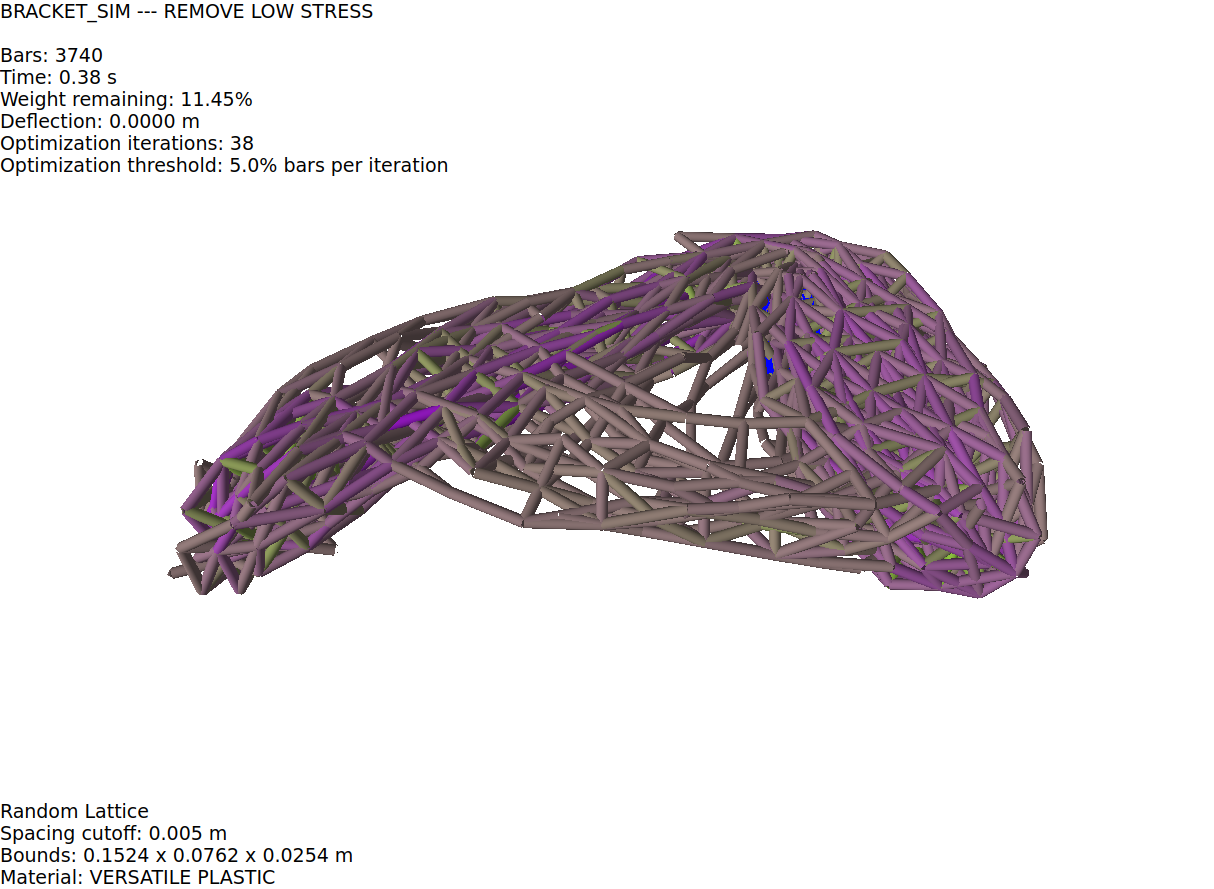 BRACKET_SIM --- REMOVE LOW STRESS
Bars: 3740
Time: 0.38 s
Weight remaining: 11.45%
Deflection: 0.0000 m
Optimization iterations: 38
Optimization threshold: 5.0% bars per iteration
Random Lattice
Spacing cutoff: 0.005 m
Bounds: 0.1524 x 0.0762 x 0.0254 m
Material: VERSATILE PLASTIC